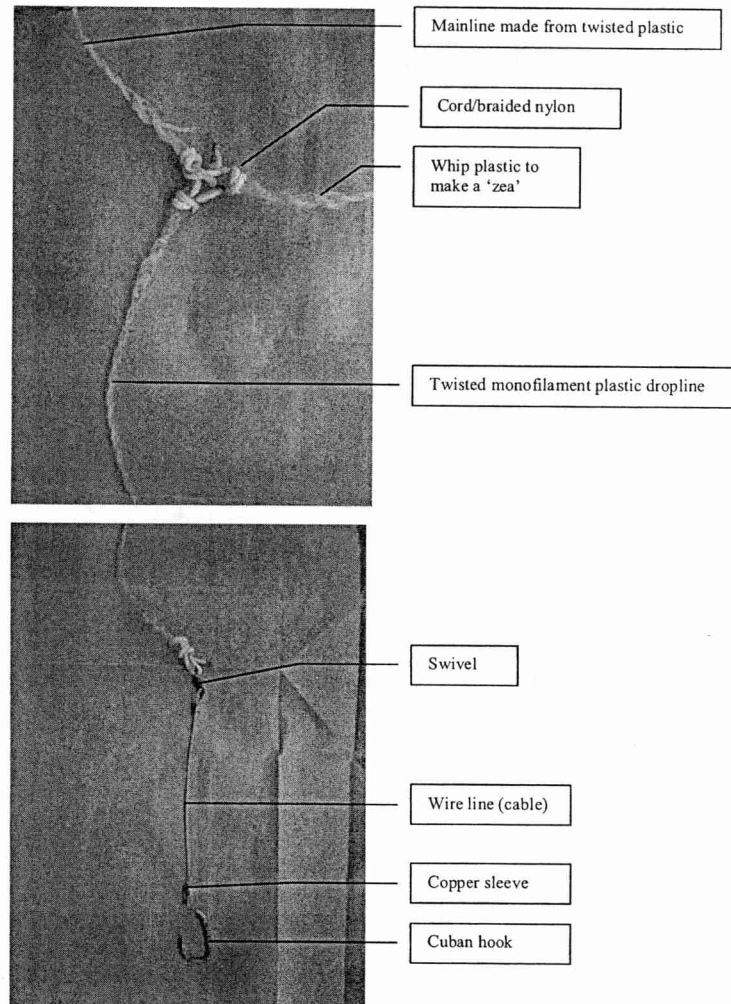 Mainline made from twisted plastic
Cord/braided nylon
Whip plastic to
make a 'zea'
Twisted monofilament plastic dropline
Swivel
Wire line (cable)
Copper sleeve
Cuban hook